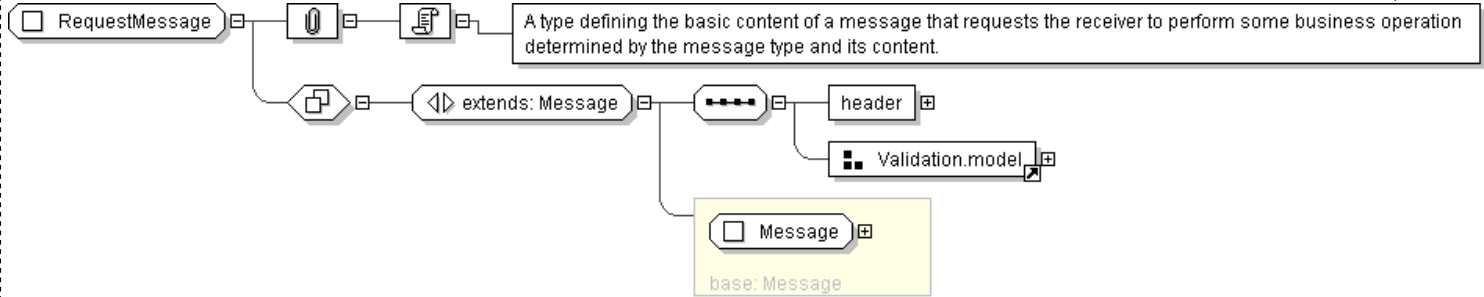 RequestMessage
A type defining the basic content of a message that requests the receiver to perform some business operation
determined by the message type and its content.
extends: Message
header
Validation.model
Message
base: Message